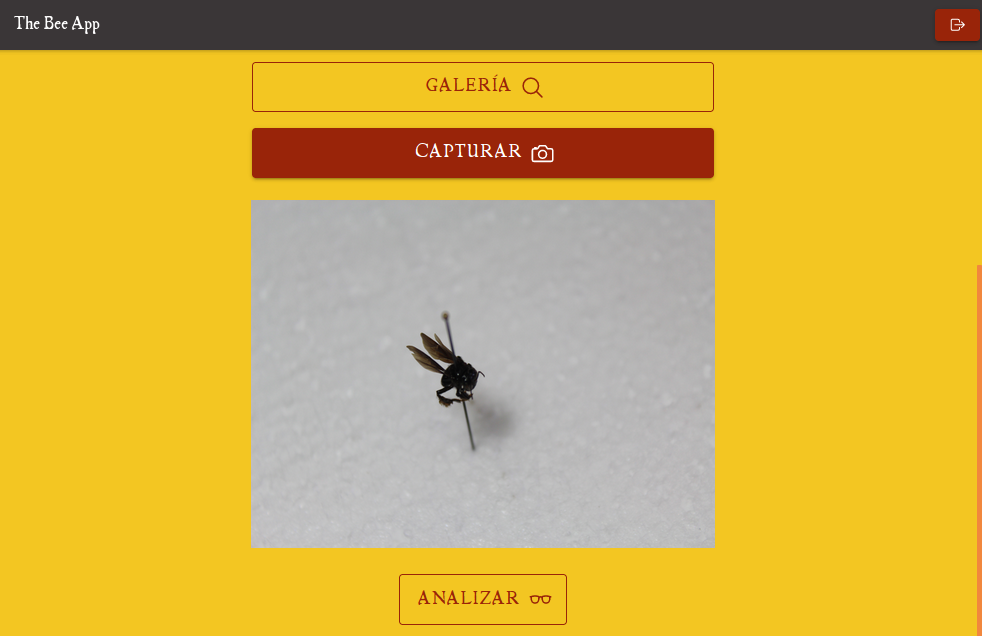 The Bee App
GALERÍA
CAPTURAR
ANALIZAR